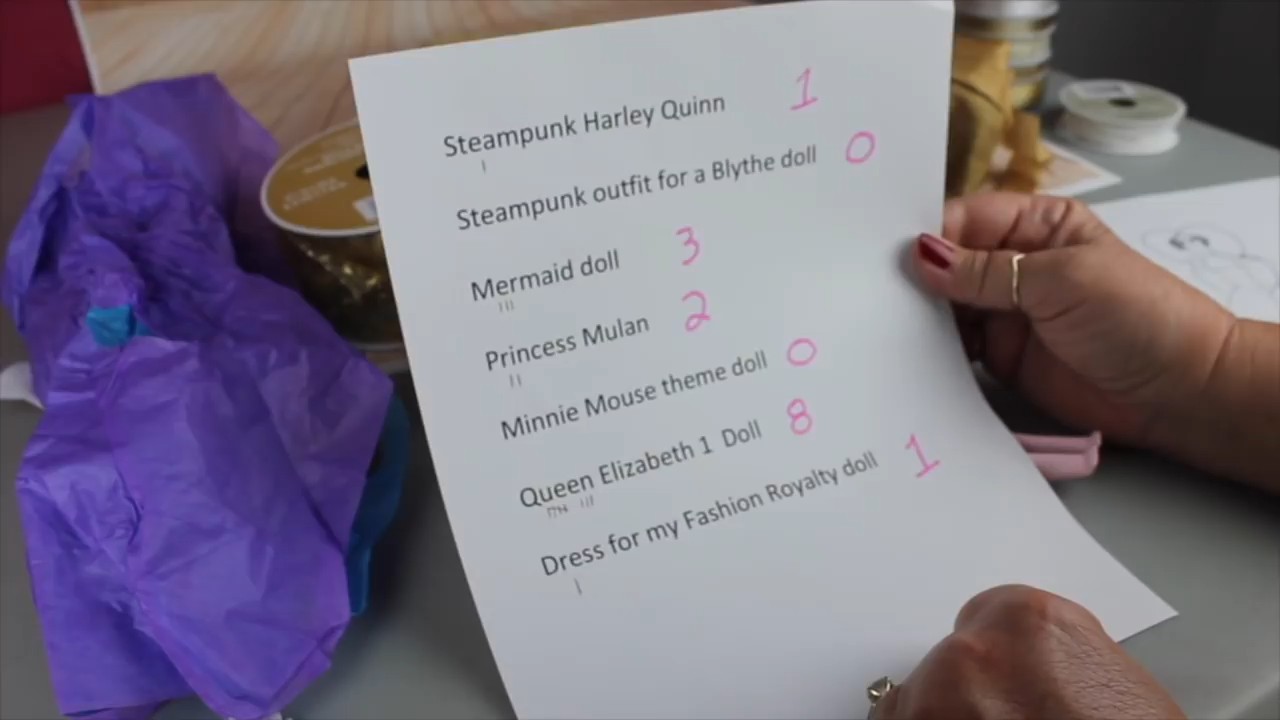 Steampunk Harley Quinn 1
Steampunk outfit for a Blythe doll 0
Mermaid doll 3
Princess Mulan 2
Minnie Mouse theme doll 0
Queen Elizabeth 1 Doll 8
Dress for my Fashion Royalty doll 1